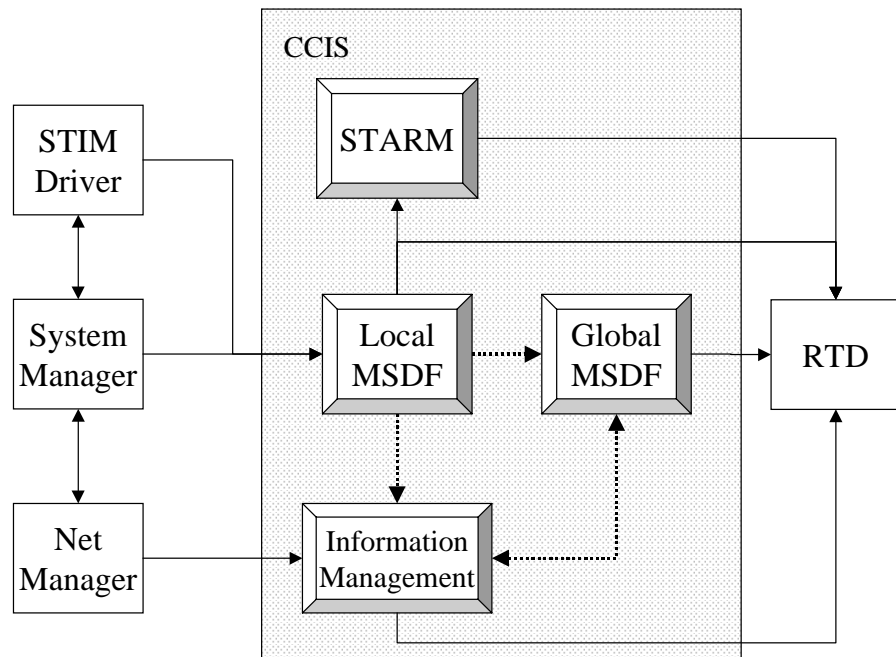 CCIS
STARM
STIM
Driver
System
Manager
Local
MSDF
Global
MSDF
RTD
Net
Manager
Information
Management